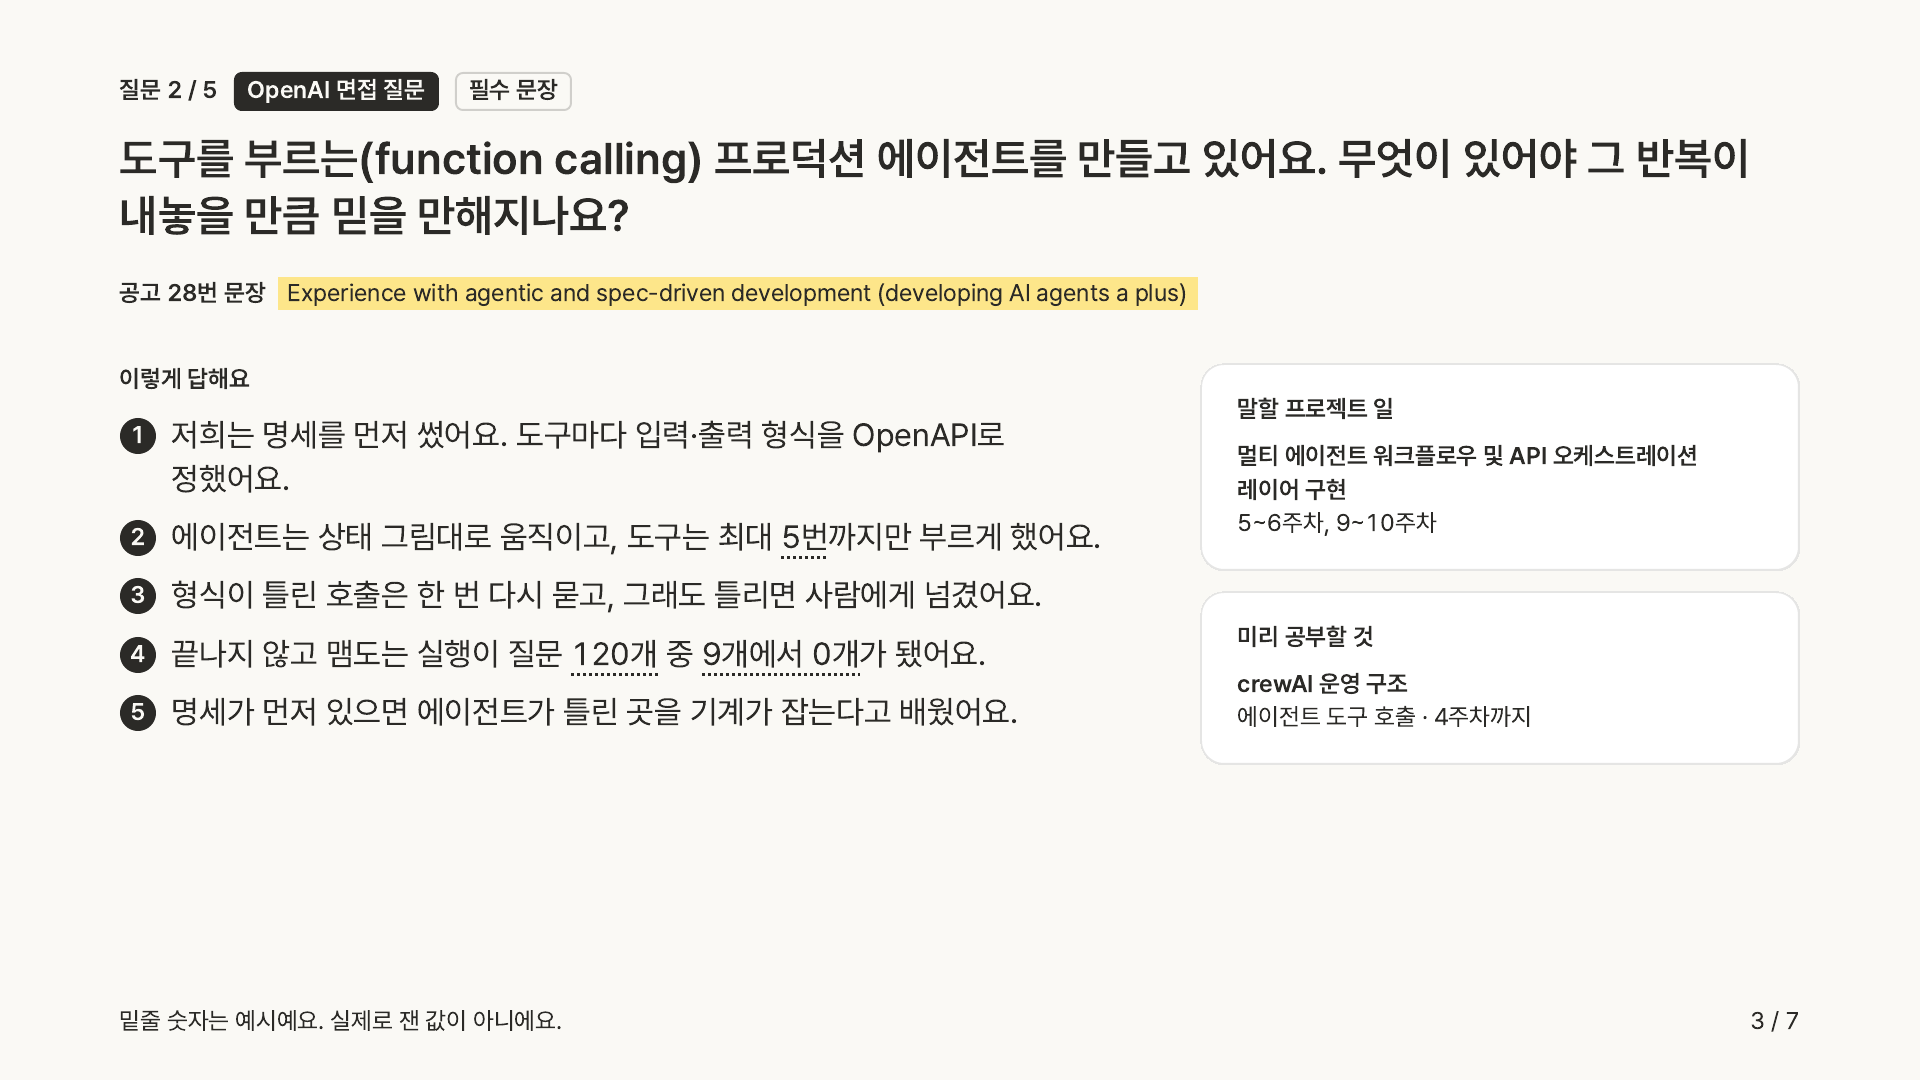 질문 2 / 5 OpenAI 면접 질문 필수 문장
도구를 부르는(function calling) 프로덕션 에이전트를 만들고 있어요. 무엇이 있어야 그 반복이
내놓을 만큼 믿을 만해지나요?
공고 28번 문장 Experience with agentic and spec-driven development (developing AI agents a plus)
이렇게 답해요
1 저희는 명세를 먼저 썼어요. 도구마다 입력·출력 형식을 OpenAPI로
정했어요.
2 에이전트는 상태 그림대로 움직이고, 도구는 최대 5번까지만 부르게 했어요.
3 형식이 틀린 호출은 한 번 다시 묻고, 그래도 틀리면 사람에게 넘겼어요.
4 끝나지 않고 맴도는 실행이 질문 120개 중 9개에서 0개가 됐어요.
5 명세가 먼저 있으면 에이전트가 틀린 곳을 기계가 잡는다고 배웠어요.
말할 프로젝트 일
멀티 에이전트 워크플로우 및 API 오케스트레이션
레이어 구현
5~6주차, 9~10주차
미리 공부할 것
crewAI 운영 구조
에이전트 도구 호출 · 4주차까지
밑줄 숫자는 예시예요. 실제로 잰 값이 아니에요.
3 / 7